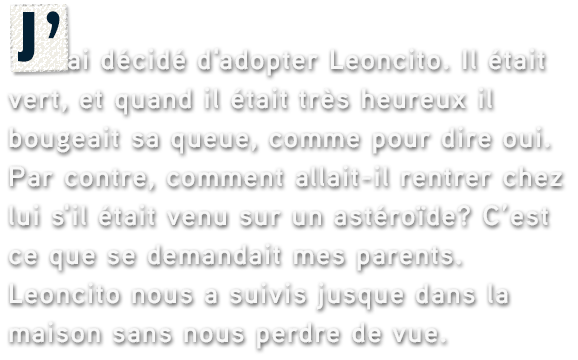 J'ai décidé d'adopter Leoncito. Il était
vert, et quand il était très heureux il
bougeait sa queue, comme pour dire oui.
Par contre, comment allait-il rentrer chez
lui s'il était venu sur un astéroïde? C'est
ce que se demandait mes parents.
Leoncito nous a suivis jusque dans la
maison sans nous perdre de vue.